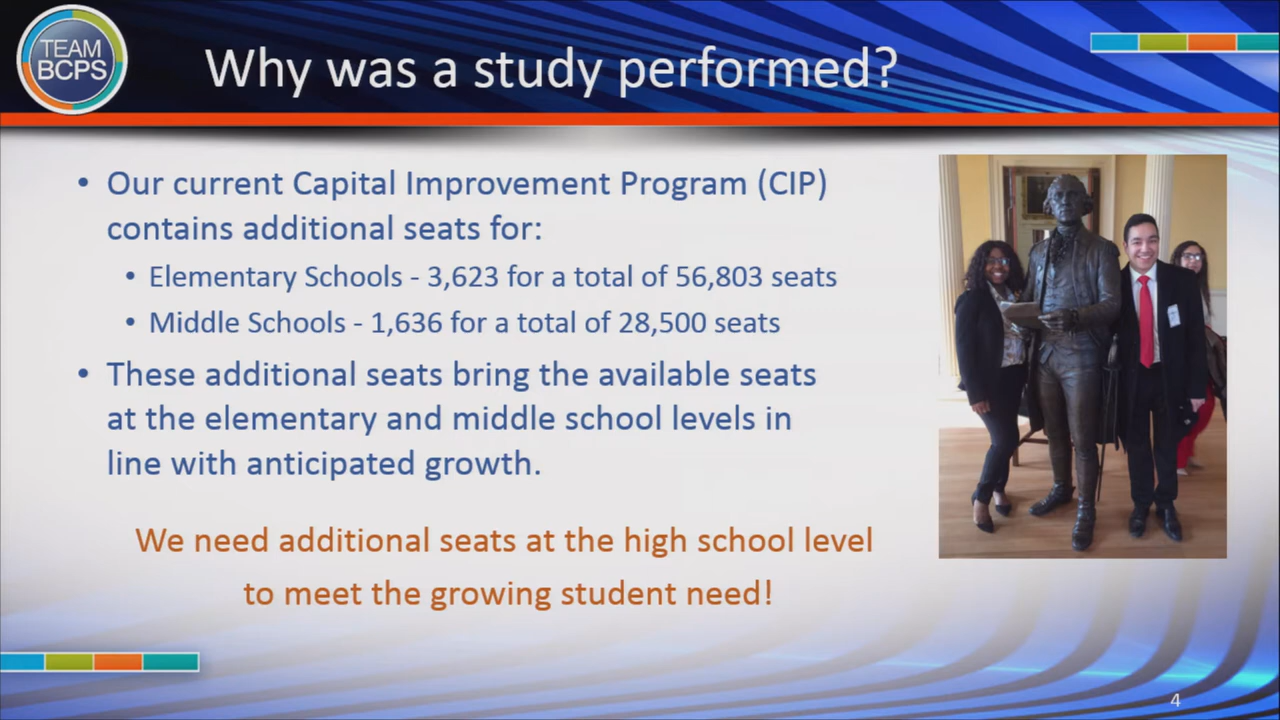 TEAM
BCPS
Why was a study performed?
• Our current Capital Improvement Program (CIP)
contains additional seats for:
• Elementary Schools - 3,623 for a total of 56,803 seats
• Middle Schools - 1,636 for a total of 28,500 seats
• These additional seats bring the available seats
at the elementary and middle school levels in
line with anticipated growth.
We need additional seats at the high school level
to meet the growing student need!
4